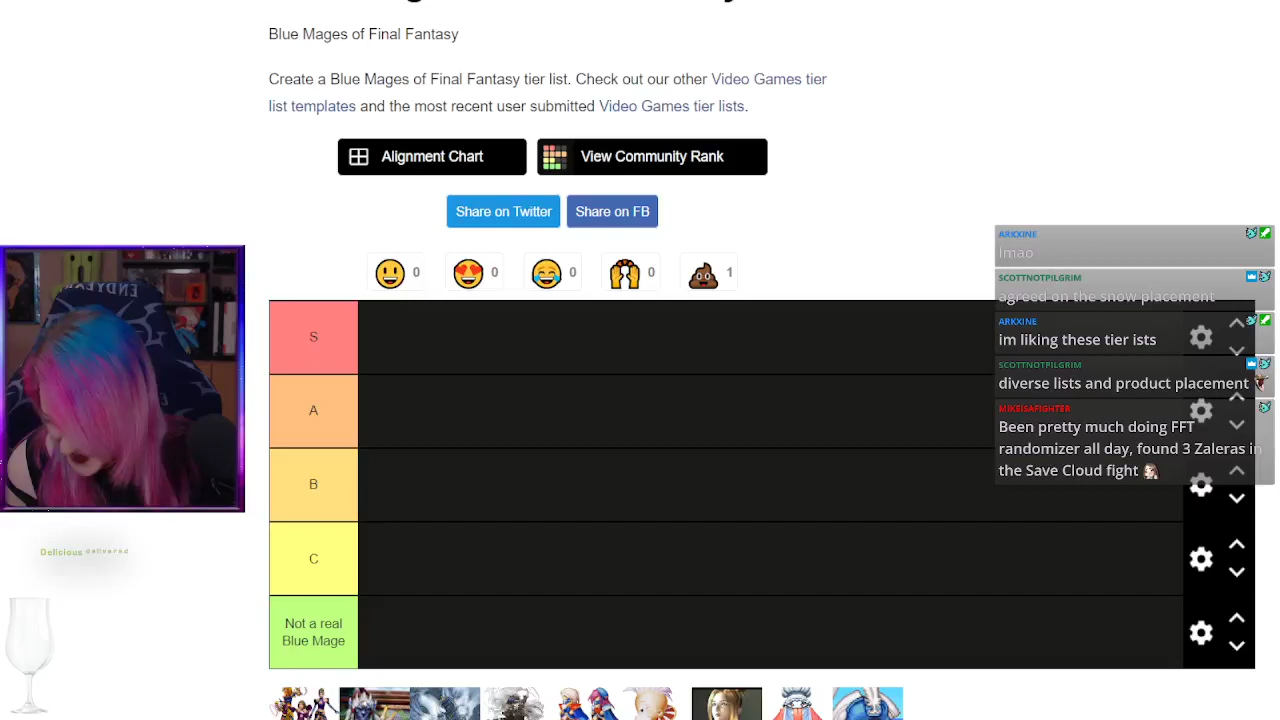 Blue Mages of Final Fantasy
Create a Blue Mages of Final Fantasy tier list. Check out our other Video Games tier
list templates and the most recent user submitted Video Games tier lists.
Alignment Chart
View Community Rank
Share on Twitter
Share on FB
0
0
0
0
1
S
A
B
C
Not a real
Blue Mage
ARKXINE
lmao
SCOTTNOTPILGRIM
agreed on the snow placement
ARKXINE
im liking these tier ists
SCOTTNOTPILGRIM
diverse lists and product placement
MIKEISAFIGHTER
Been pretty much doing FFT
randomizer all day, found 3 Zaleras in
the Save Cloud fight
Delicious delivered